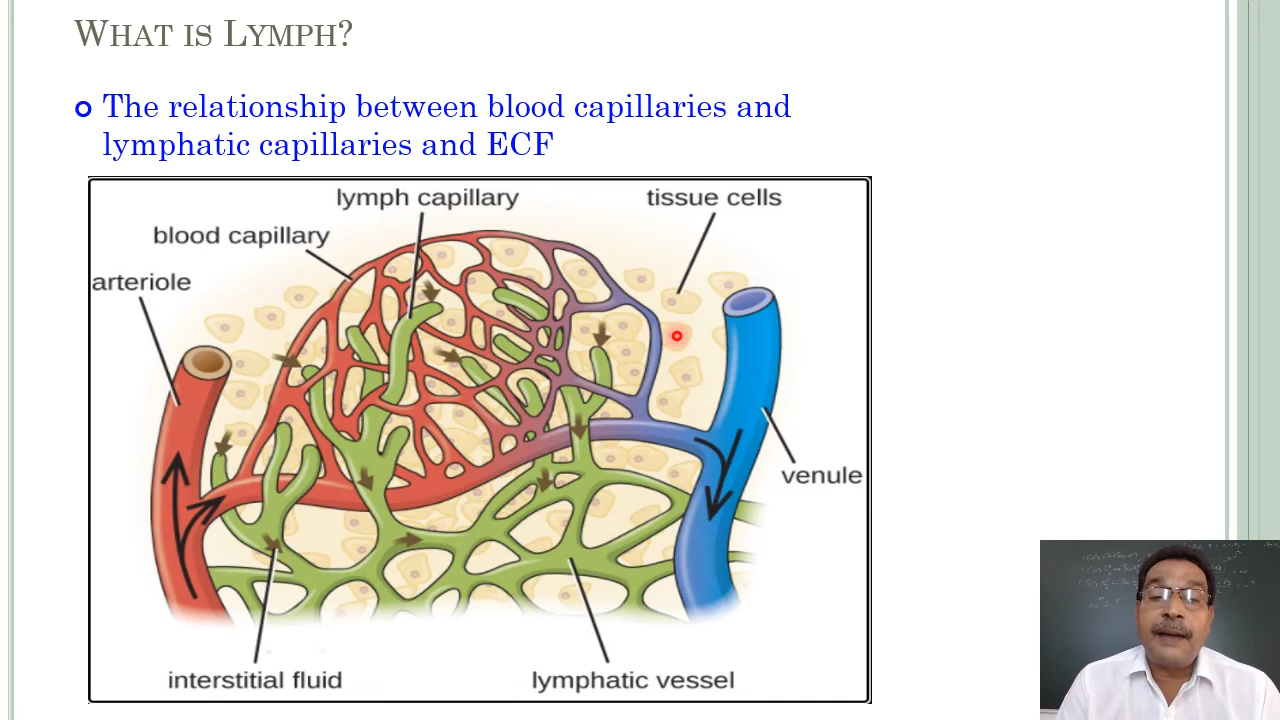 WHAT IS LYMPH?
The relationship between blood capillaries and
lymphatic capillaries and ECF
lymph capillary
tissue cells
blood capillary
arteriole
venule
interstitial fluid
lymphatic vessel